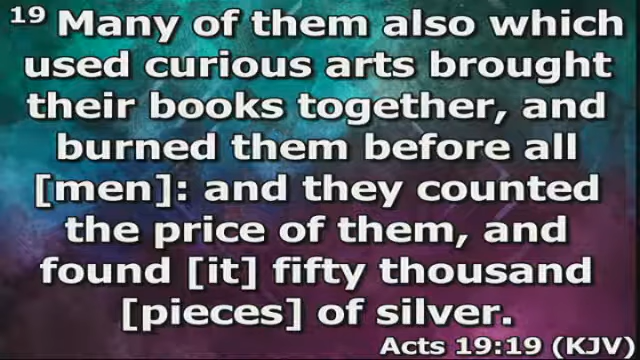 19 Many of them also which
used curious arts brought
their books together, and
burned them before all
[men]: and they counted
the price of them, and
found [it] fifty thousand
[pieces] of silver.
Acts 19:19 (KJV)